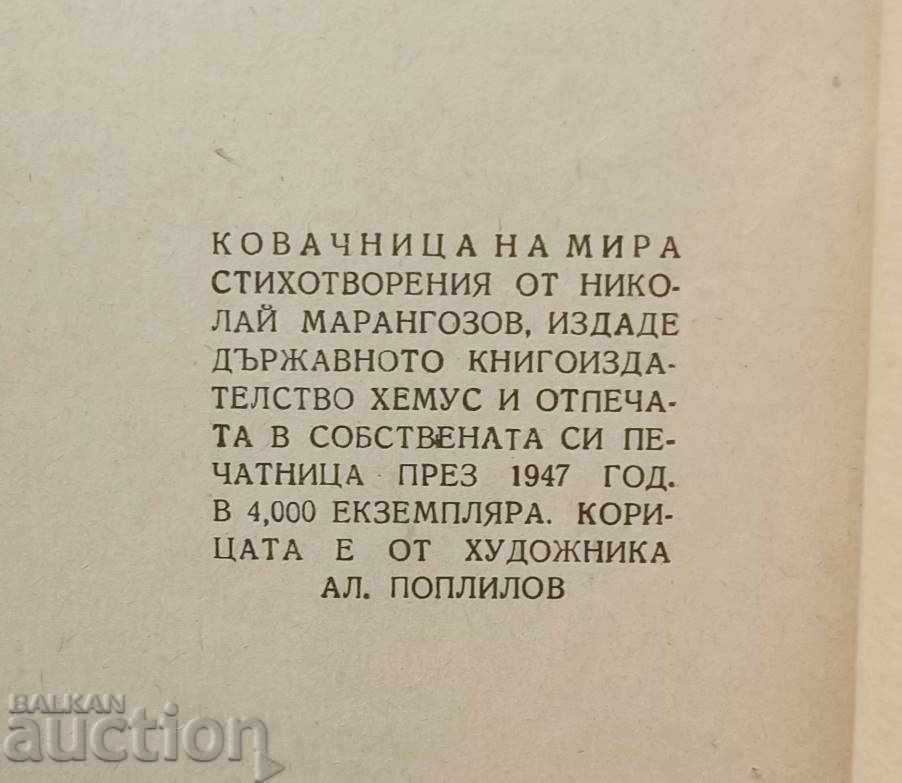 КОВАЧНИЦА НА МИРА
СТИХОТВОРЕНИЯ ОТ НИКО-
ЛАЙ МАРАНГОЗОВ, ИЗДАДЕ
ДЪРЖАВНОТО КНИГОИЗДА-
ТЕЛСТВО ХЕМУС И ОТПЕЧА-
ТА В СОБСТВЕНАТА СИ ПЕ-
ЧАТНИЦА ПРЕЗ 1947 ГОД.
В 4,000 ЕКЗЕМПЛЯРА. КОРИ-
ЦАТА Е ОТ ХУДОЖНИКА
АЛ. ПОПЛИЛОВ
BALKAN
auction